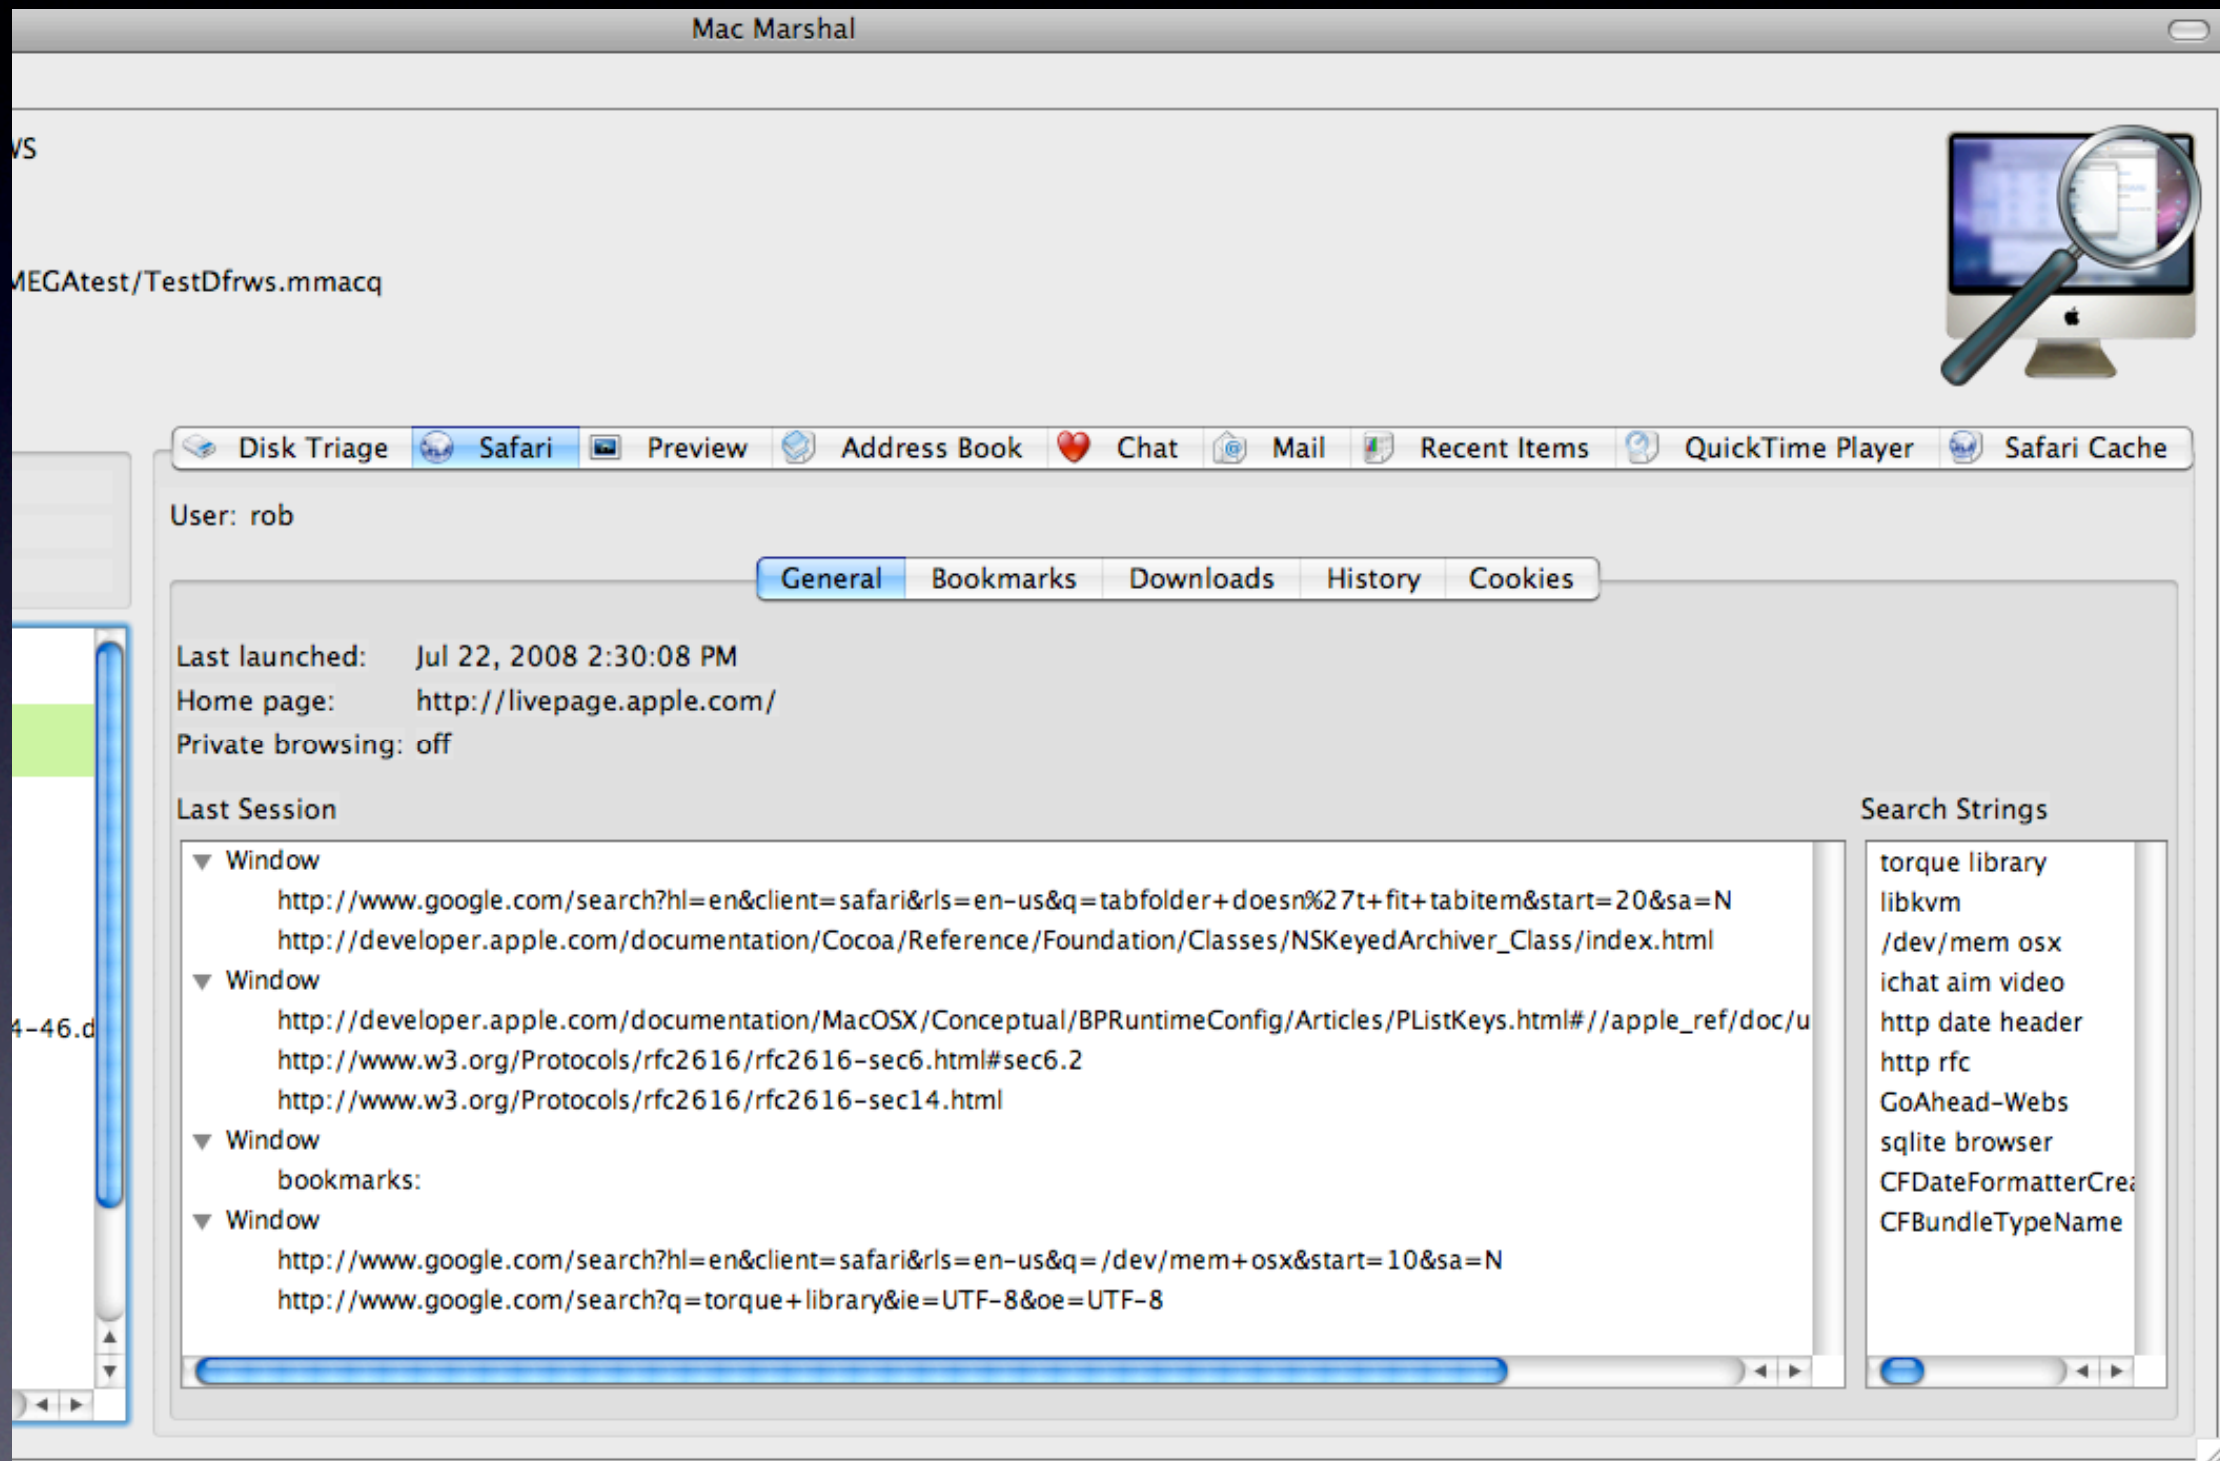 Mac Marshal
WS
MEGAtest/TestDfrws.mmacq
Disk Triage Safari Preview Address Book Chat Mail Recent Items QuickTime Player Safari Cache
User: rob
General Bookmarks Downloads History Cookies
Last launched: Jul 22, 2008 2:30:08 PM
Home page: http://livepage.apple.com/
Private browsing: off
Last Session
Window
http://www.google.com/search?hl=en&client=safari&rls=en-us&q=tabfolder+doesn%27t+fit+tabitem&start=20&sa=N
http://developer.apple.com/documentation/Cocoa/Reference/Foundation/Classes/NSKeyedArchiver_Class/index.html
Window
http://developer.apple.com/documentation/MacOSX/Conceptual/BPRuntimeConfig/Articles/PListKeys.html#//apple_ref/doc/u
http://www.w3.org/Protocols/rfc2616/rfc2616-sec6.html#sec6.2
http://www.w3.org/Protocols/rfc2616/rfc2616-sec14.html
Window
bookmarks:
Window
http://www.google.com/search?hl=en&client=safari&rls=en-us&q=/dev/mem+osx&start=10&sa=N
http://www.google.com/search?q=torque+library&ie=UTF-8&oe=UTF-8
Search Strings
torque library
libkvm
/dev/mem osx
ichat aim video
http date header
http rfc
GoAhead-Webs
sqlite browser
CFDateFormatterCrea
CFBundleTypeName
4-46.d